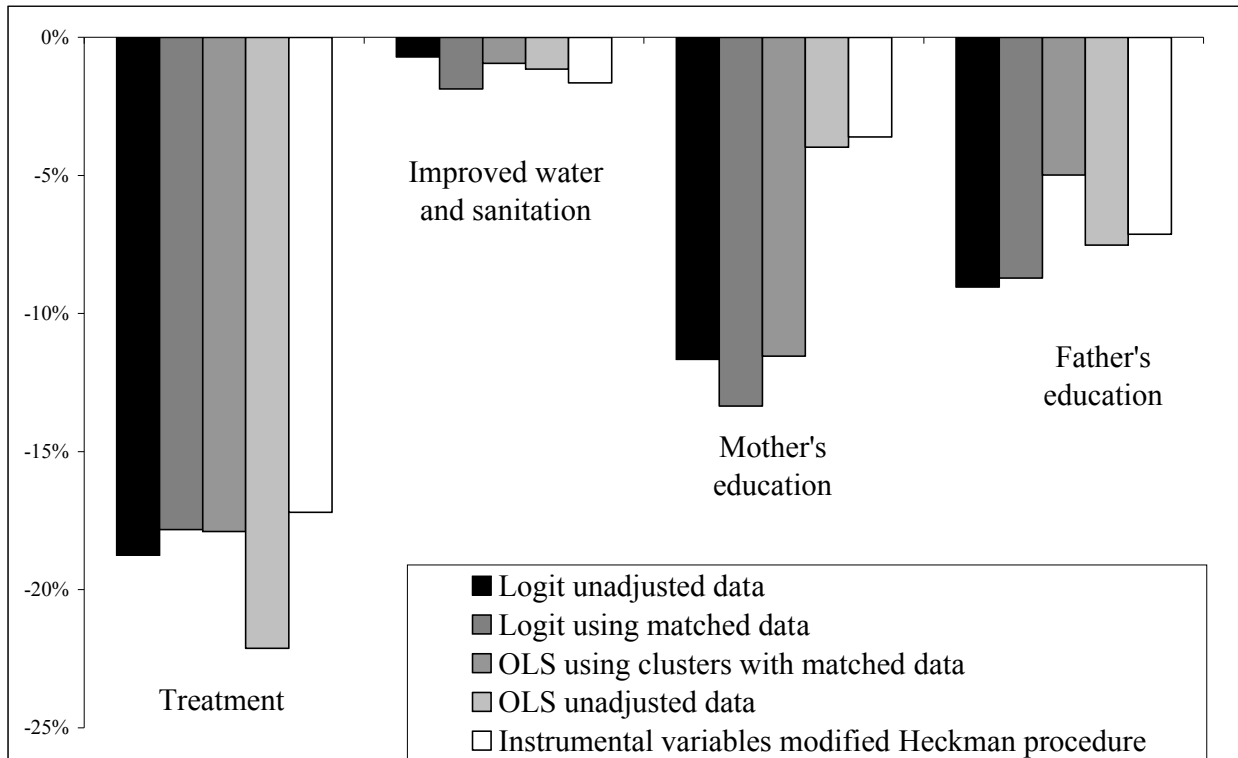 0%
-5%
-10%
-15%
-20%
-25%
Treatment
Improved water
and sanitation
Mother's
education
Father's
education
Logit unadjusted data
Logit using matched data
OLS using clusters with matched data
OLS unadjusted data
Instrumental variables modified Heckman procedure